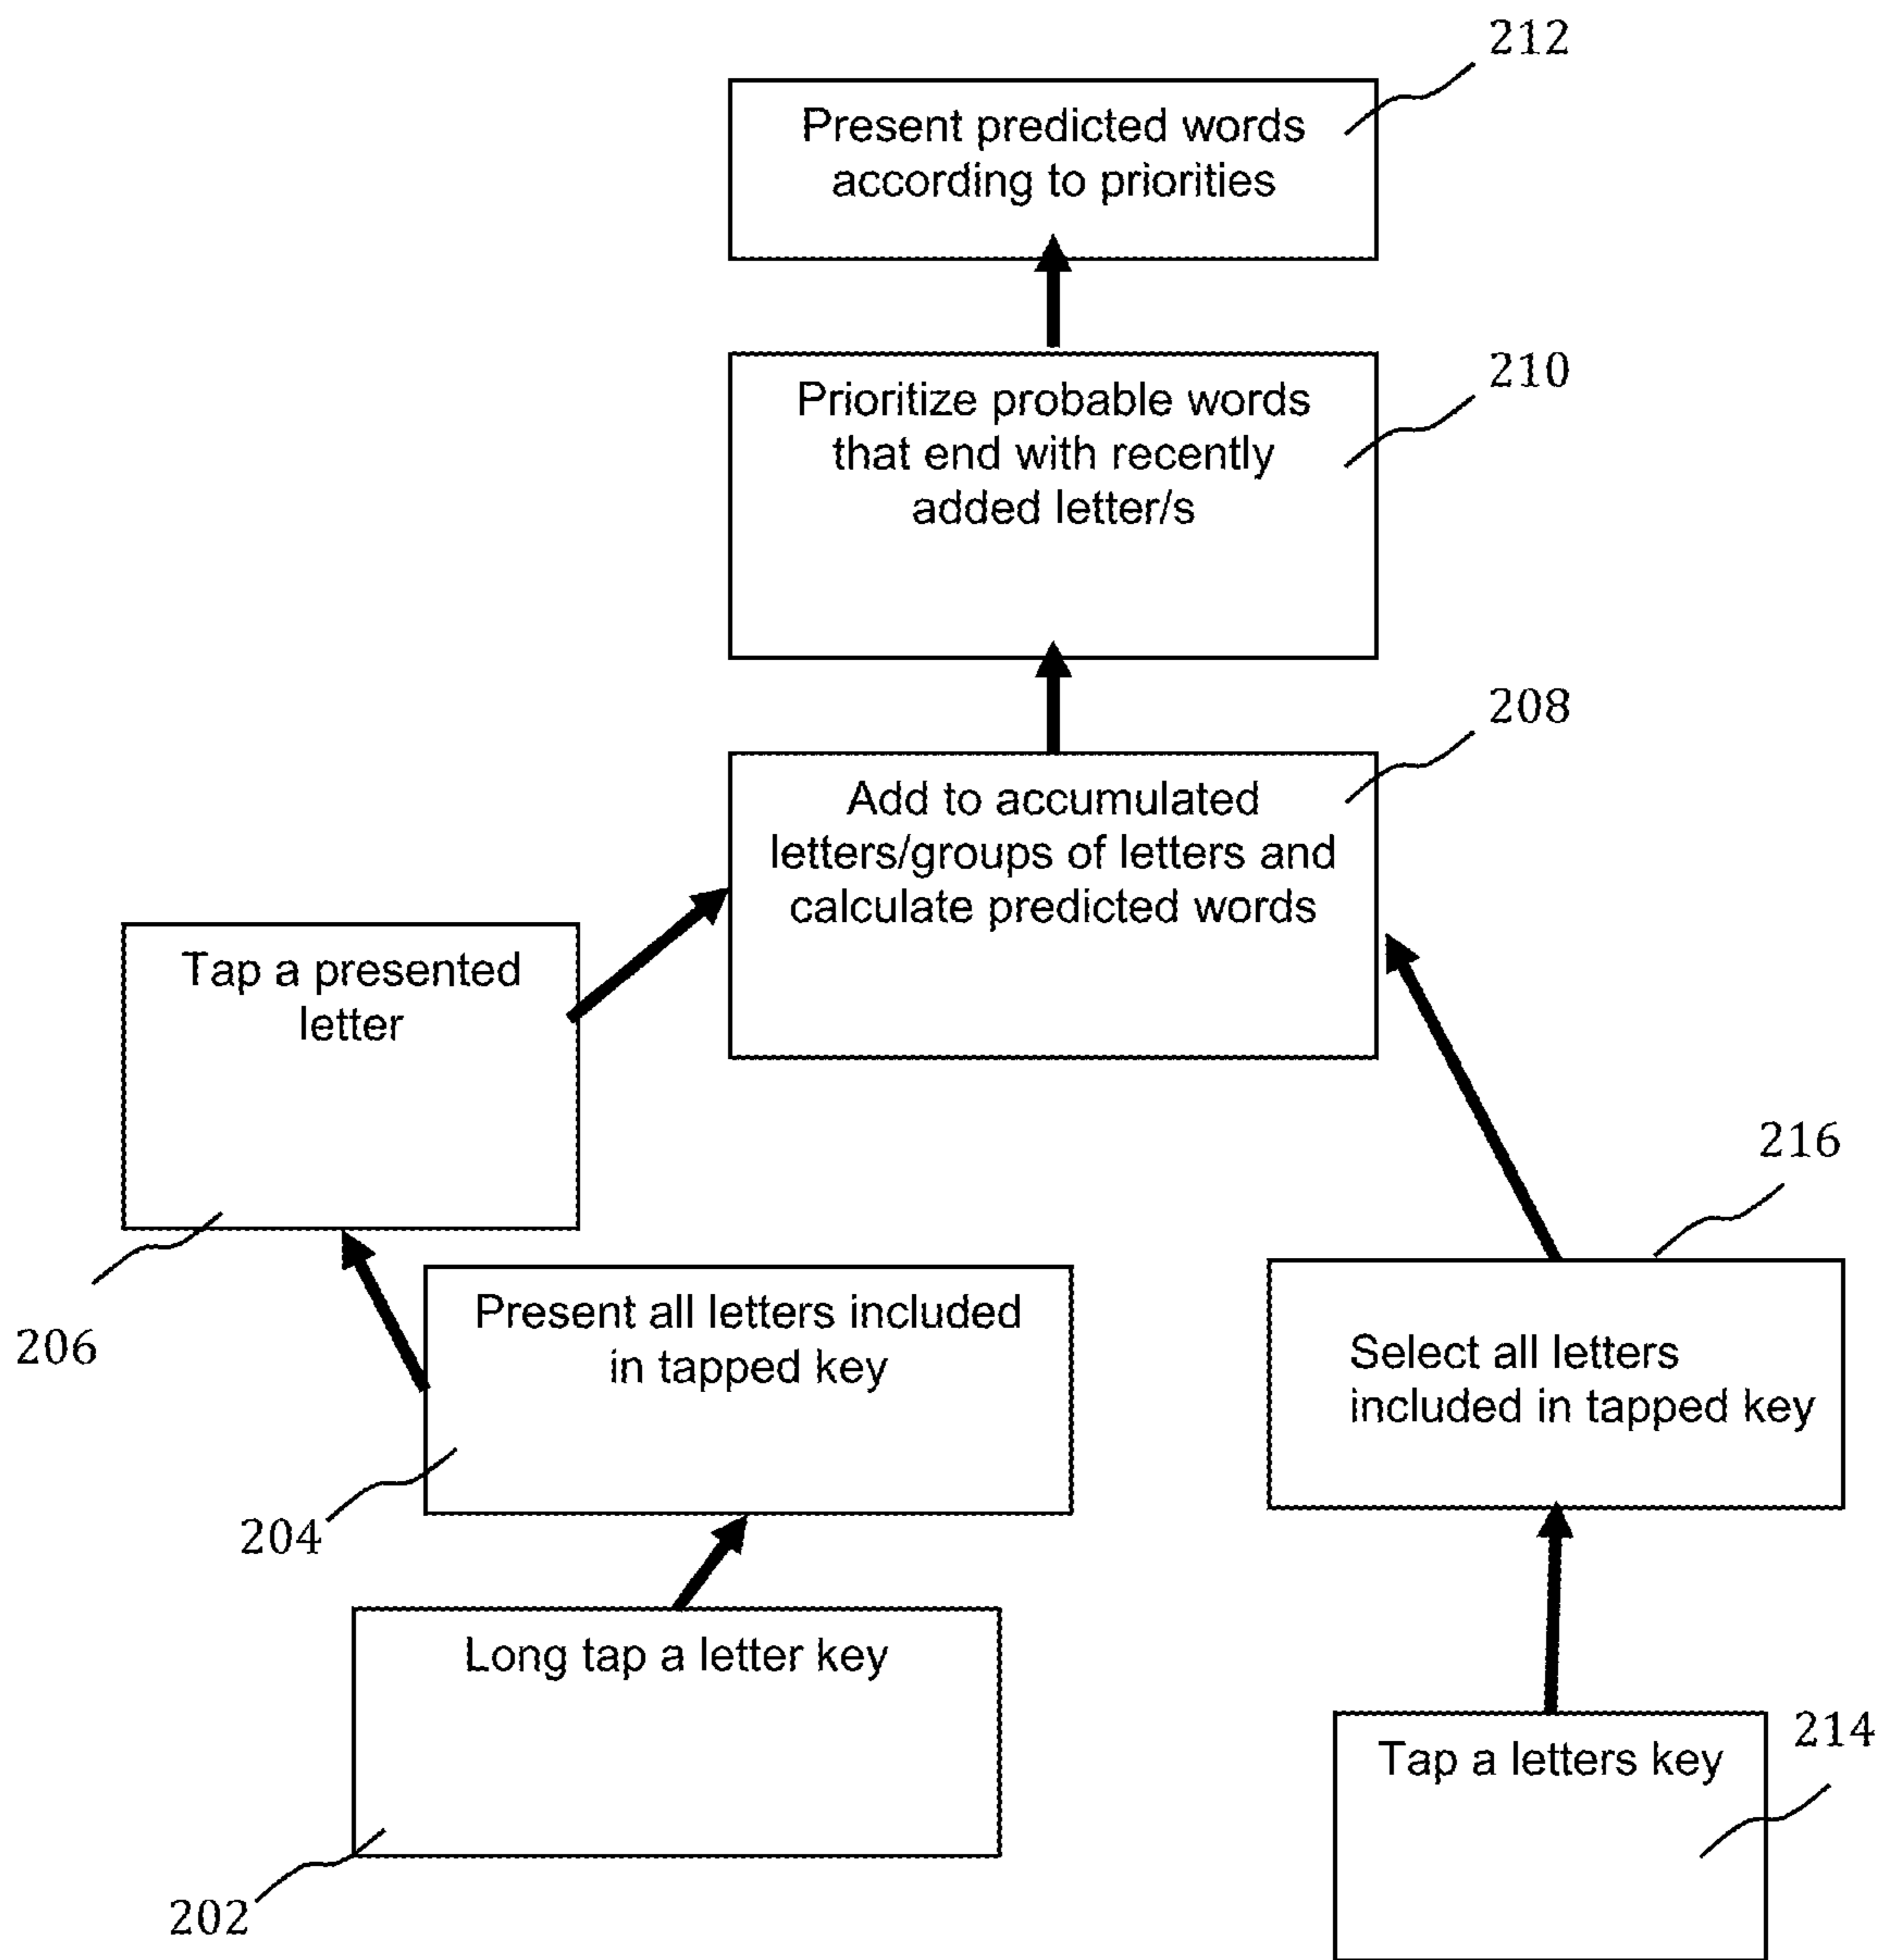 212
Present predicted words
according to priorities
210
Prioritize probable words
that end with recently
added letter/s
208
Add to accumulated
letters/groups of letters and
calculate predicted words
Tap a presented
letter
206
216
Present all letters included
in tapped key
204
Select all letters
included in tapped key
Long tap a letter key
202
214
Tap a letters key